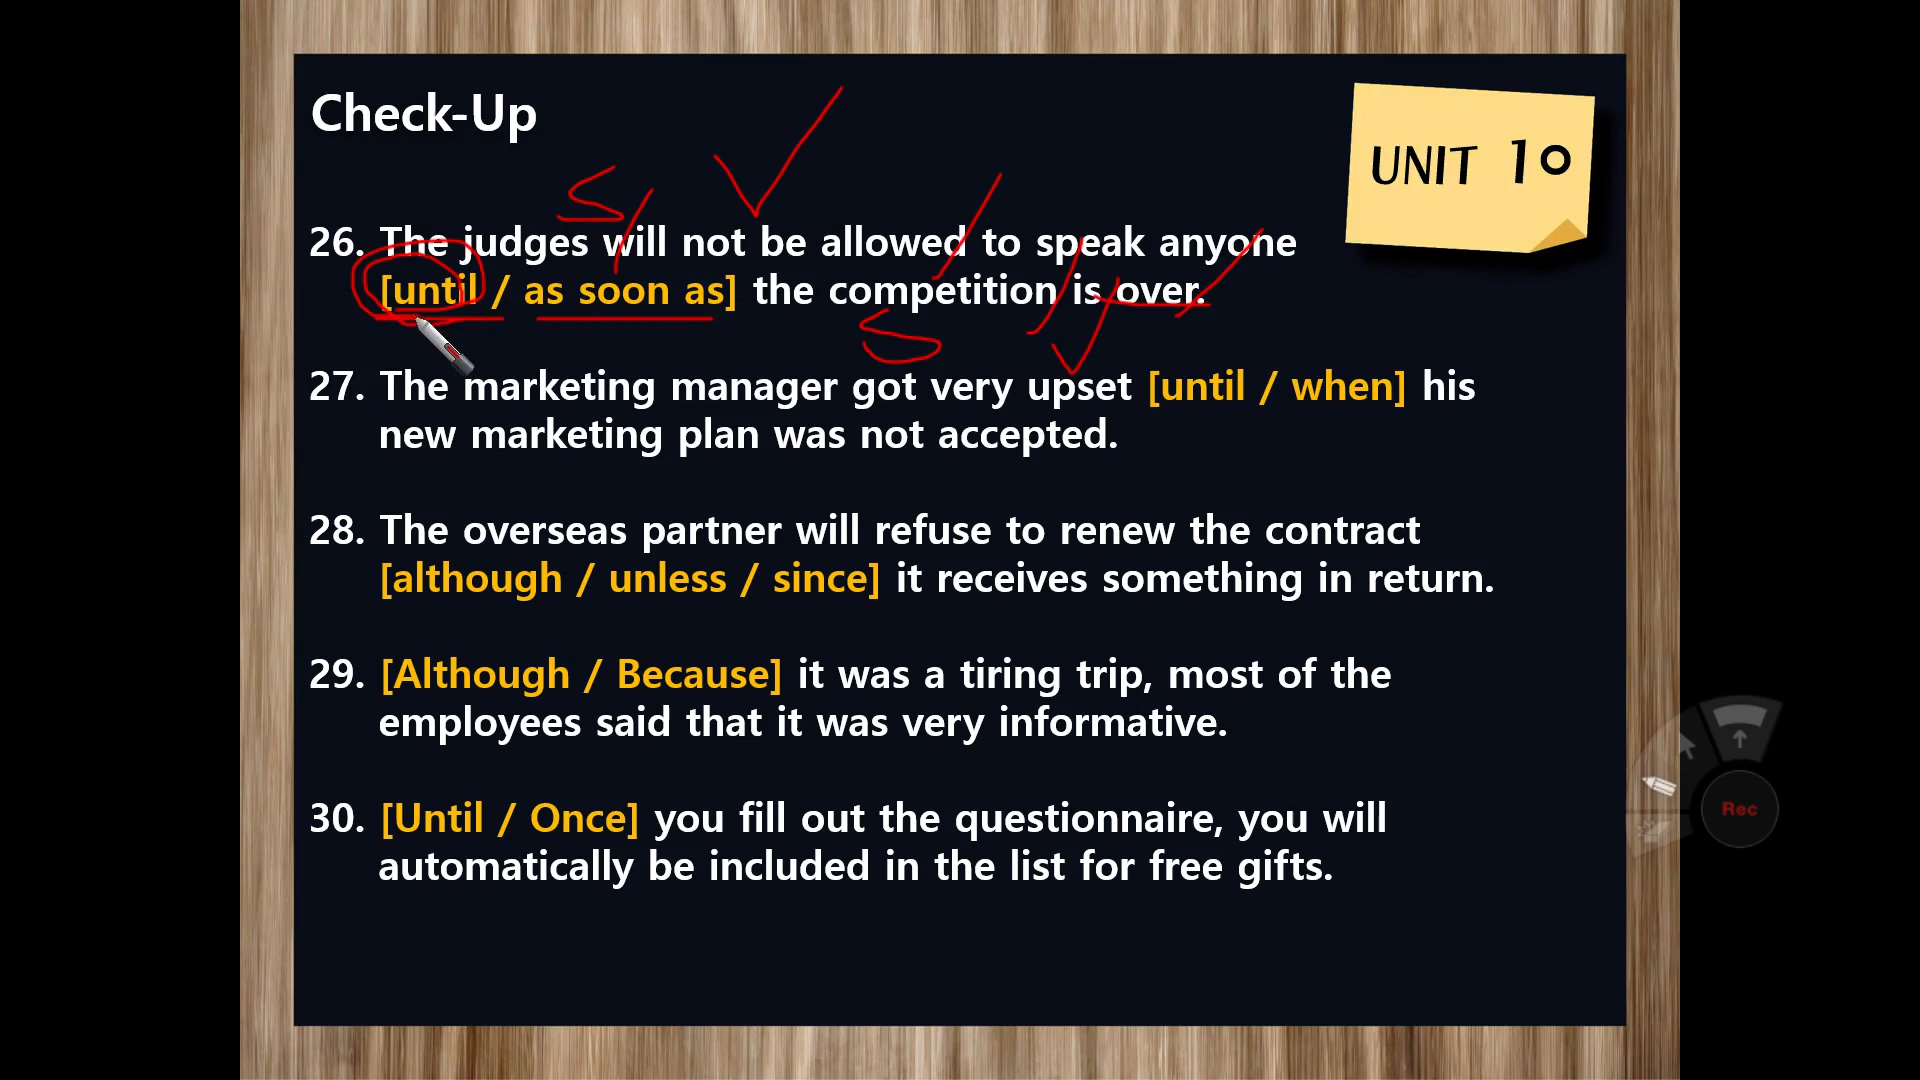 Check-Up
UNIT 10
S V
26. The judges will not be allowed to speak anyone
[until / as soon as] the competition is over.
S V
27. The marketing manager got very upset [until / when] his
new marketing plan was not accepted.
28. The overseas partner will refuse to renew the contract
[although / unless / since] it receives something in return.
29. [Although / Because] it was a tiring trip, most of the
employees said that it was very informative.
30. [Until / Once] you fill out the questionnaire, you will
automatically be included in the list for free gifts.
Rec